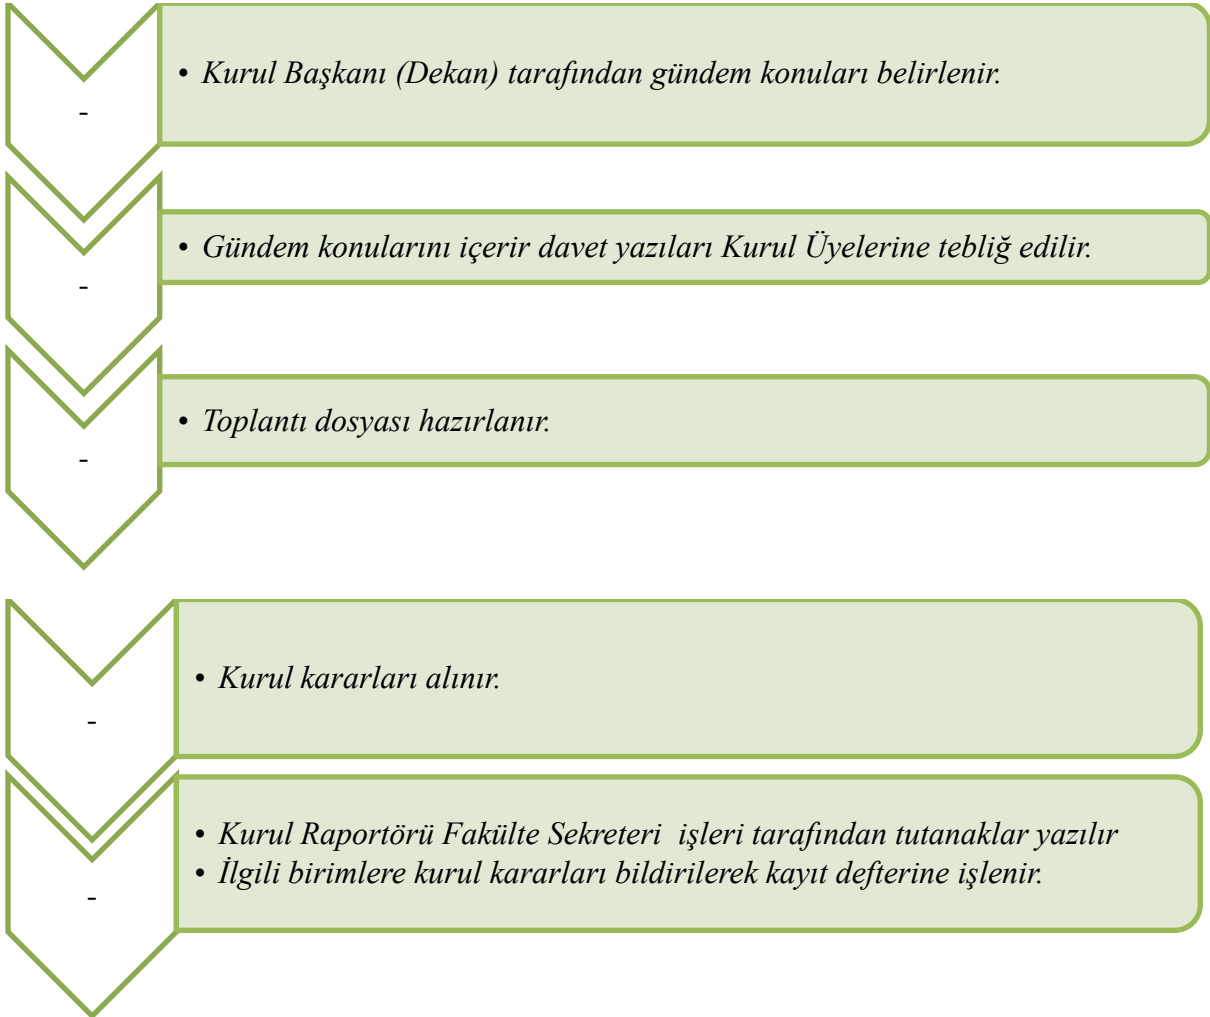 -
• Kurul Başkanı (Dekan) tarafından gündem konuları belirlenir.
-
• Gündem konularını içerir davet yazıları Kurul Üyelerine tebliğ edilir.
-
• Toplantı dosyası hazırlanır.
-
• Kurul kararları alınır.
-
• Kurul Raportörü Fakülte Sekreteri  işleri tarafından tutanaklar yazılır
• İlgili birimlere kurul kararları bildirilerek kayıt defterine işlenir.